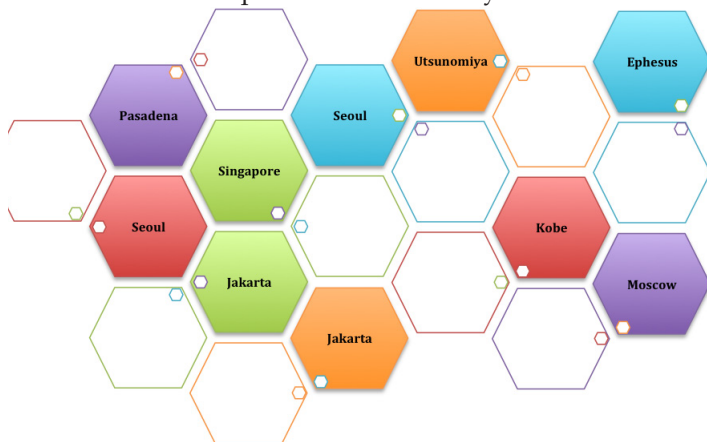 Utsunomiya
Ephesus
Pasadena
Seoul
Singapore
Seoul
Kobe
Jakarta
Moscow
Jakarta